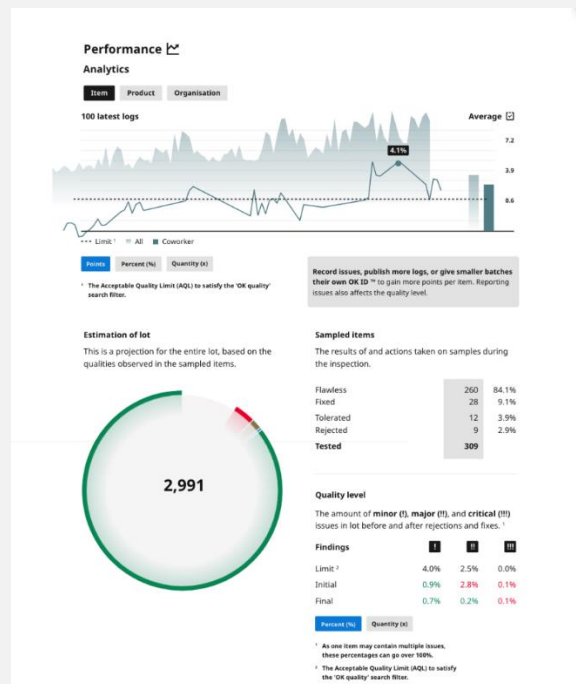 Performance
Analytics
Item Product Organisation
100 latest logs Average
4.1%
7.2
3.9
0.6
Limit ¹ All Coworker
Points Percent (%) Quantity (x)
¹ The Acceptable Quality Limit (AQL) to satisfy the 'OK quality'
search filter.
Record issues, publish more logs, or give smaller batches
their own OK ID ™ to gain more points per item. Reporting
issues also affects the quality level.
Estimation of lot
This is a projection for the entire lot, based on the
qualities observed in the sampled items.
2,991
Sampled items
The results of and actions taken on samples during
the inspection.
Flawless 260 84.1%
Fixed 28 9.1%
Tolerated 12 3.9%
Rejected 9 2.9%
Tested 309
Quality level
The amount of minor (!), major (!!), and critical (!!!)
issues in lot before and after rejections and fixes. ¹
Findings ! !! !!!
Limit ² 4.0% 2.5% 0.0%
Initial 0.9% 2.8% 0.1%
Final 0.7% 0.2% 0.1%
Percent (%) Quantity (x)
¹ As one item may contain multiple issues,
these percentages can go over 100%.
² The Acceptable Quality Limit (AQL) to satisfy
the 'OK quality' search filter.